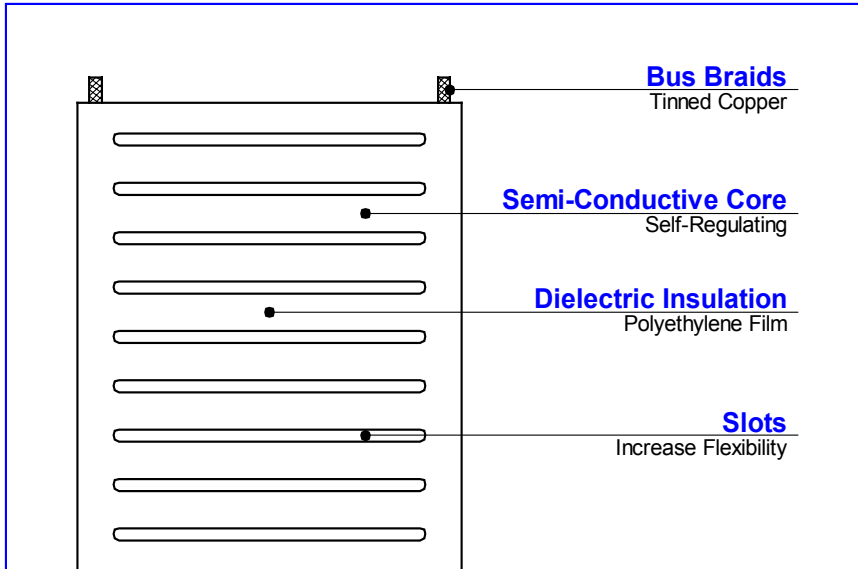 Bus Braids
Tinned Copper
Semi-Conductive Core
Self-Regulating
Dielectric Insulation
Polyethylene Film
Slots
Increase Flexibility